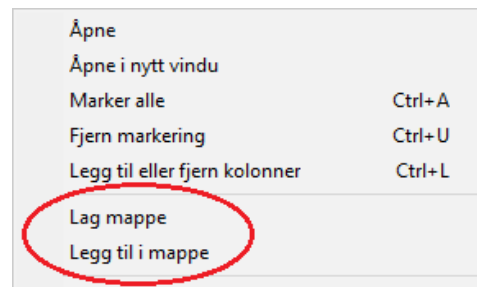 Åpne
Åpne i nytt vindu
Marker alle Ctrl+A
Fjern markering Ctrl+U
Legg til eller fjern kolonner Ctrl+L
Lag mappe
Legg til i mappe